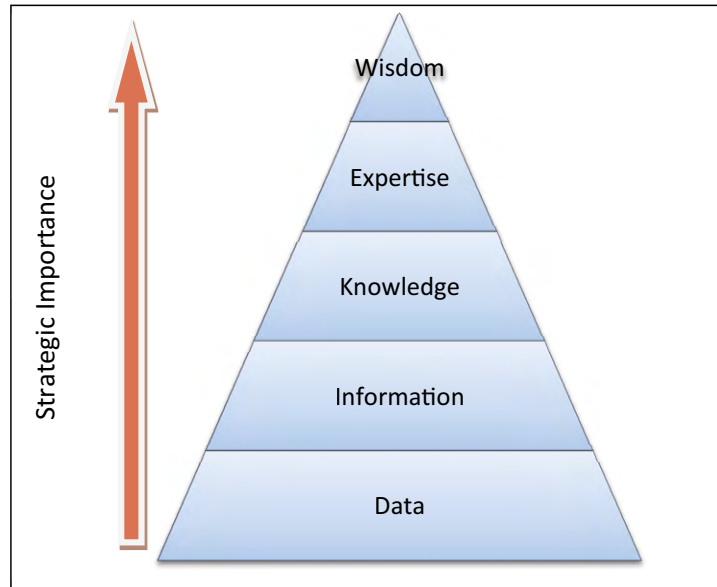 Wisdom
Expertise
Knowledge
Information
Data
Strategic Importance